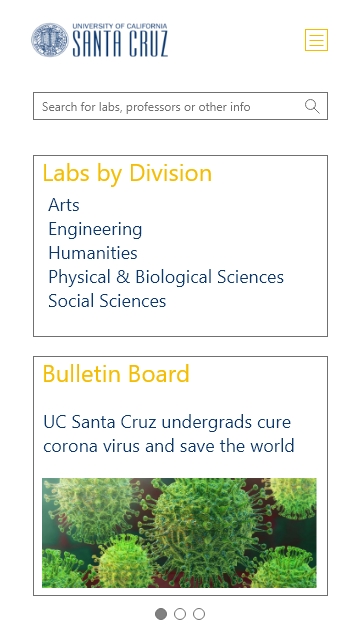 UNIVERSITY OF CALIFORNIA
SANTA CRUZ
Search for labs, professors or other info
Labs by Division
Arts
Engineering
Humanities
Physical & Biological Sciences
Social Sciences
Bulletin Board
UC Santa Cruz undergrads cure
corona virus and save the world